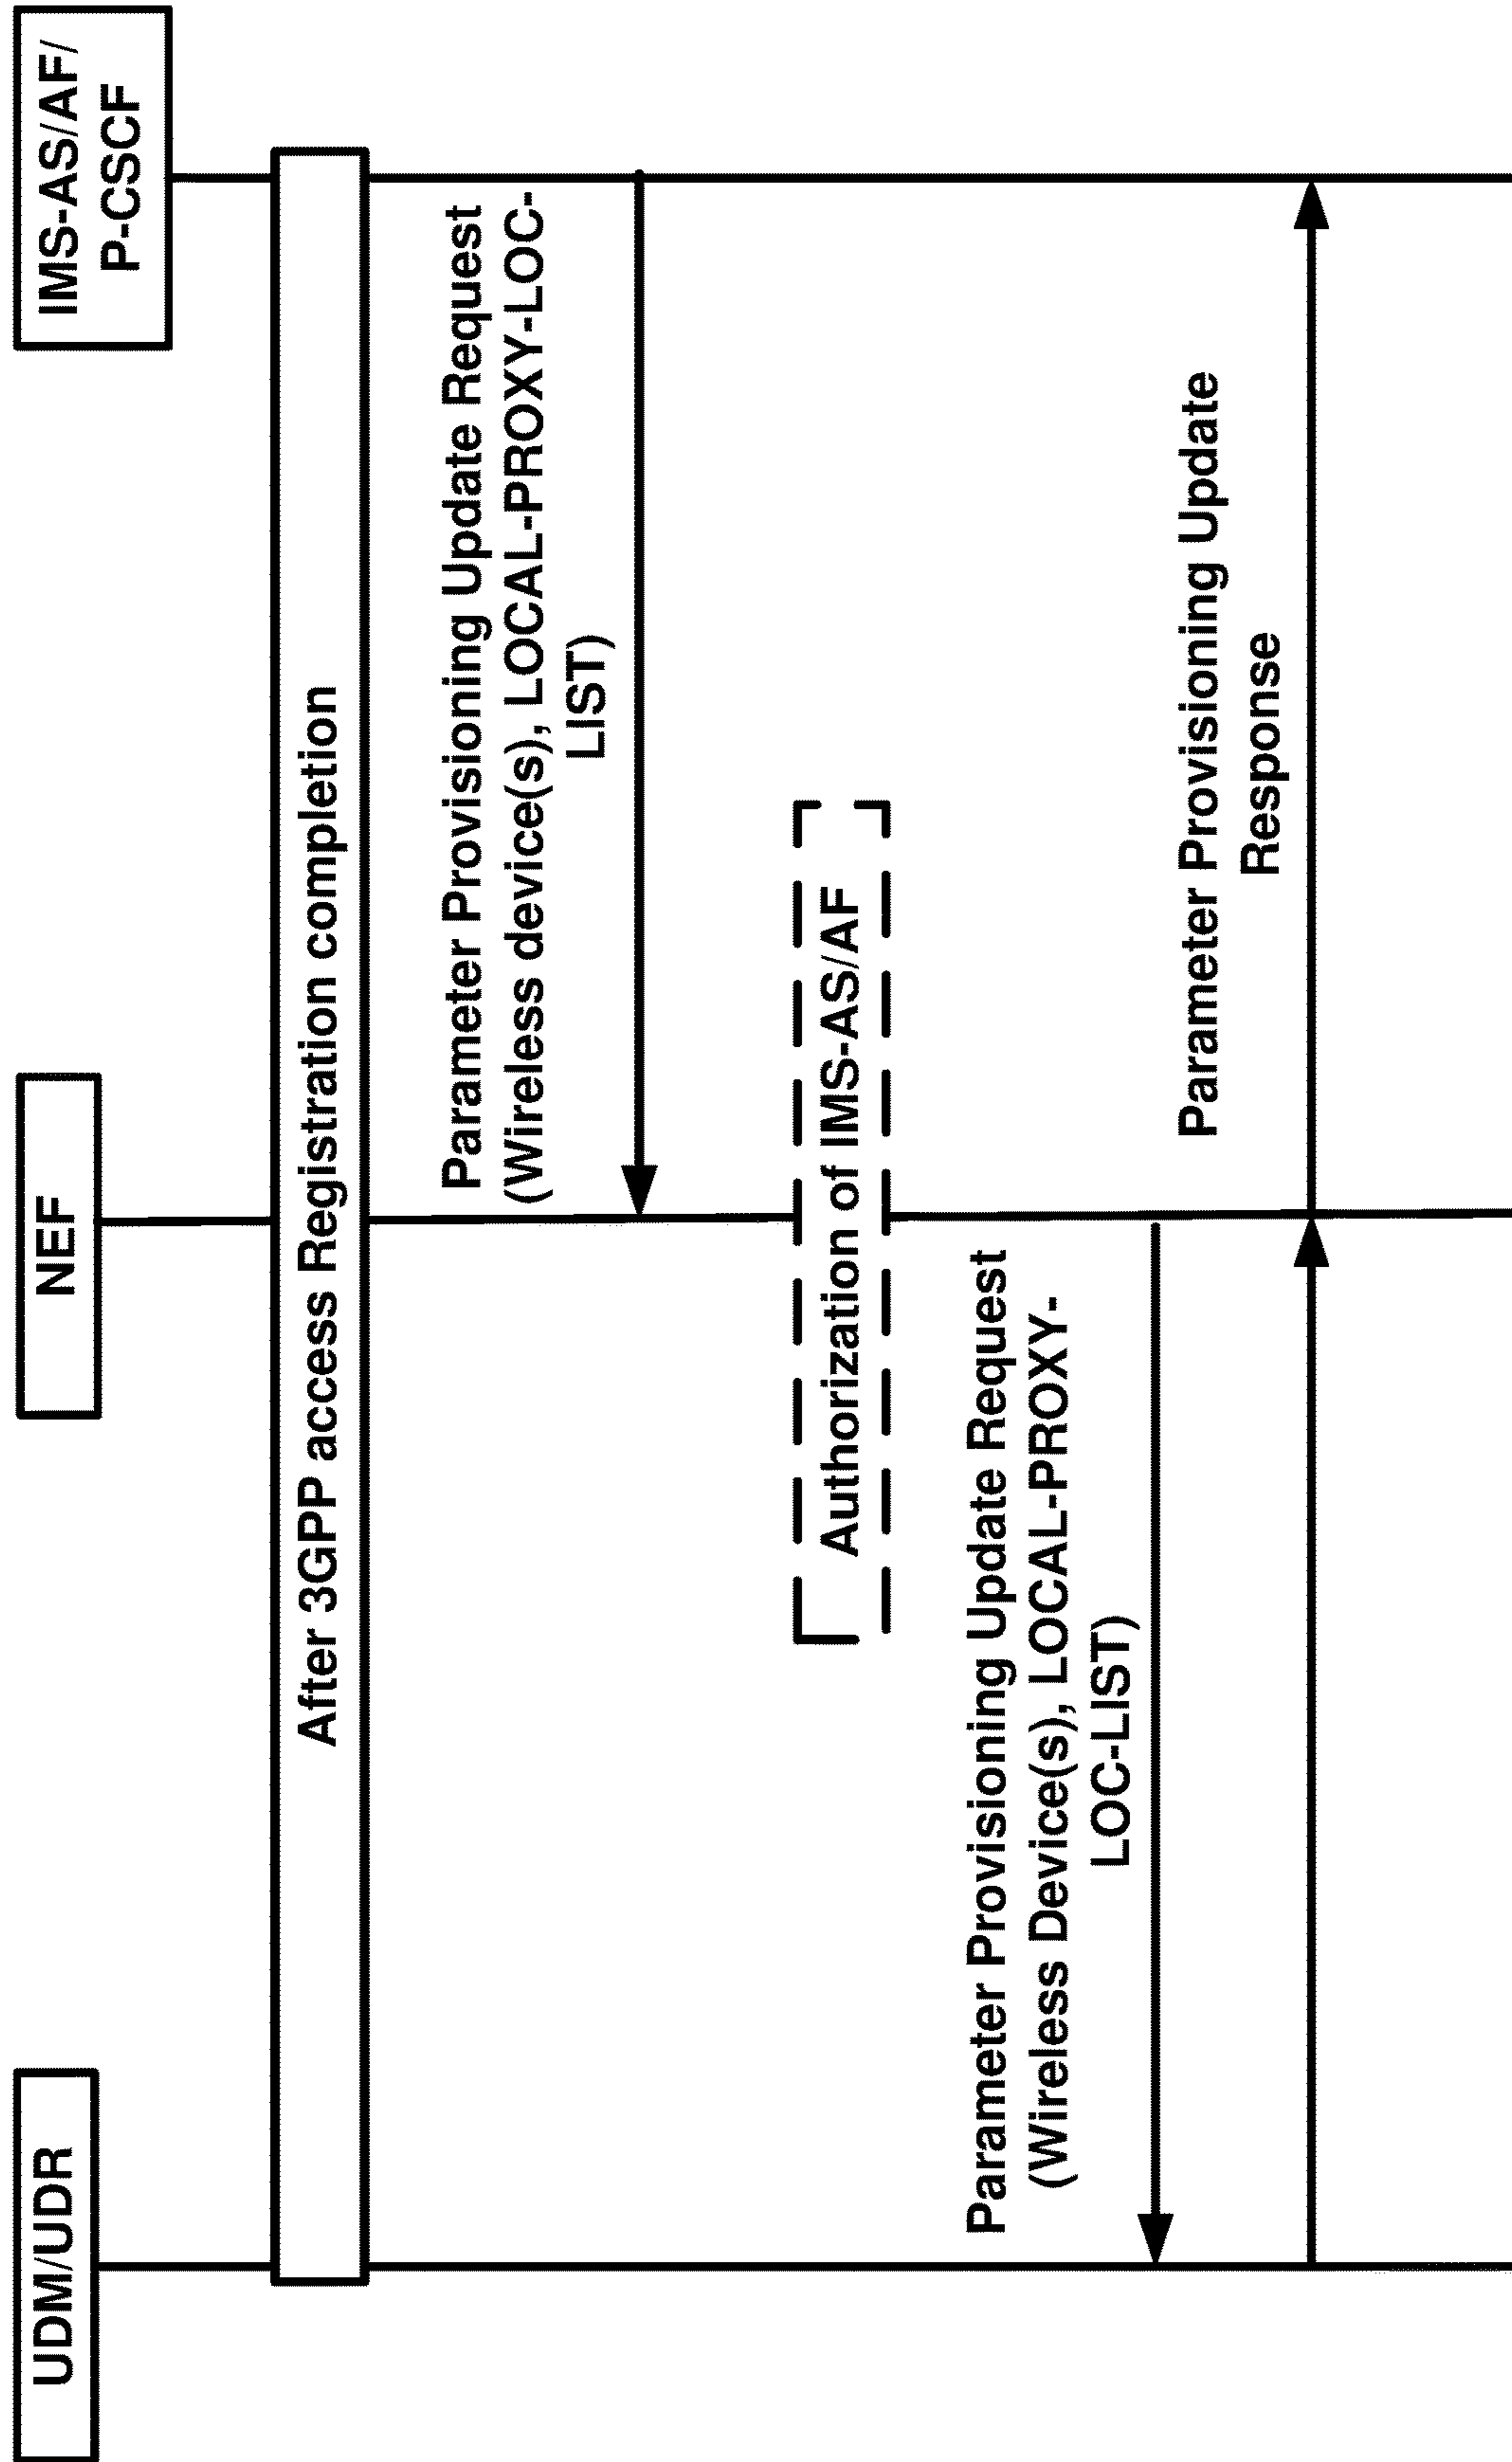 UDM/UDR
NEF
IMS-AS/AF/
P-CSCF
After 3GPP access Registration completion
Parameter Provisioning Update Request
(Wireless device(s), LOCAL-PROXY-LOC-
LIST)
Authorization of IMS-AS/AF
Parameter Provisioning Update Request
(Wireless Device(s), LOCAL-PROXY-
LOC-LIST)
Parameter Provisioning Update
Response